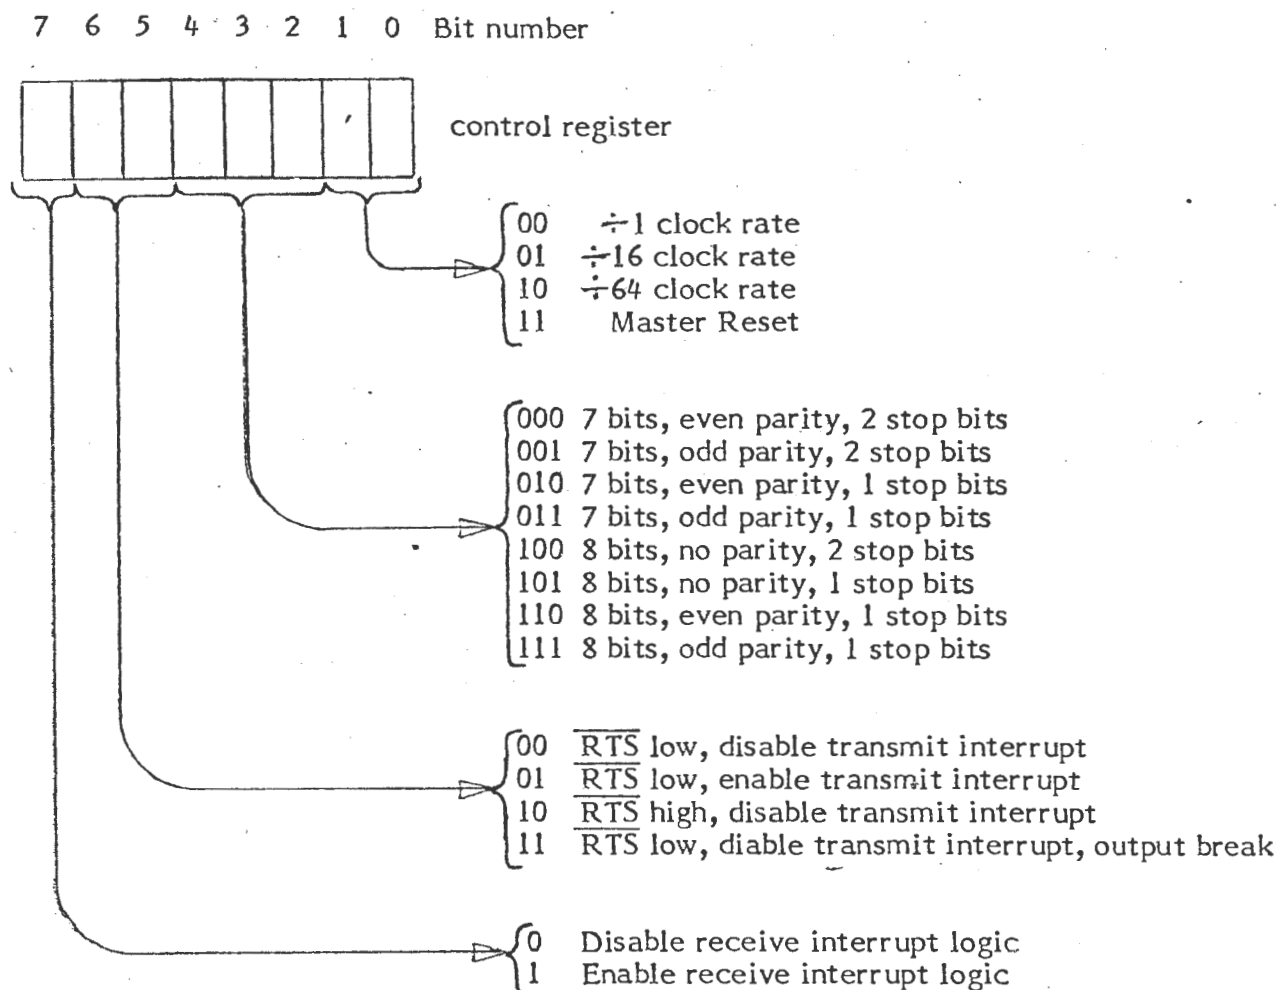 7 6 5 4 3 2 1 0 Bit number
control register
00 ÷1 clock rate
01 ÷16 clock rate
10 ÷64 clock rate
11 Master Reset
000 7 bits, even parity, 2 stop bits
001 7 bits, odd parity, 2 stop bits
010 7 bits, even parity, 1 stop bits
011 7 bits, odd parity, 1 stop bits
100 8 bits, no parity, 2 stop bits
101 8 bits, no parity, 1 stop bits
110 8 bits, even parity, 1 stop bits
111 8 bits, odd parity, 1 stop bits
00 R̅T̅S̅ low, disable transmit interrupt
01 R̅T̅S̅ low, enable transmit interrupt
10 R̅T̅S̅ high, disable transmit interrupt
11 R̅T̅S̅ low, diable transmit interrupt, output break
0 Disable receive interrupt logic
1 Enable receive interrupt logic